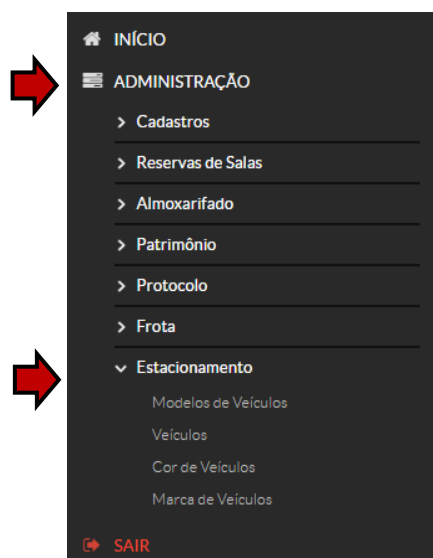 INÍCIO
ADMINISTRAÇÃO
Cadastros
Reservas de Salas
Almoxarifado
Patrimônio
Protocolo
Frota
Estacionamento
Modelos de Veículos
Veículos
Cor de Veículos
Marca de Veículos
SAIR